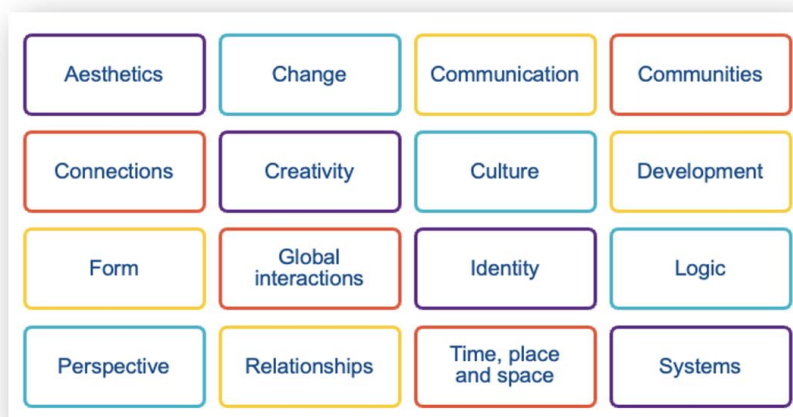 Aesthetics
Change
Communication
Communities
Connections
Creativity
Culture
Development
Form
Global
interactions
Identity
Logic
Perspective
Relationships
Time, place
and space
Systems